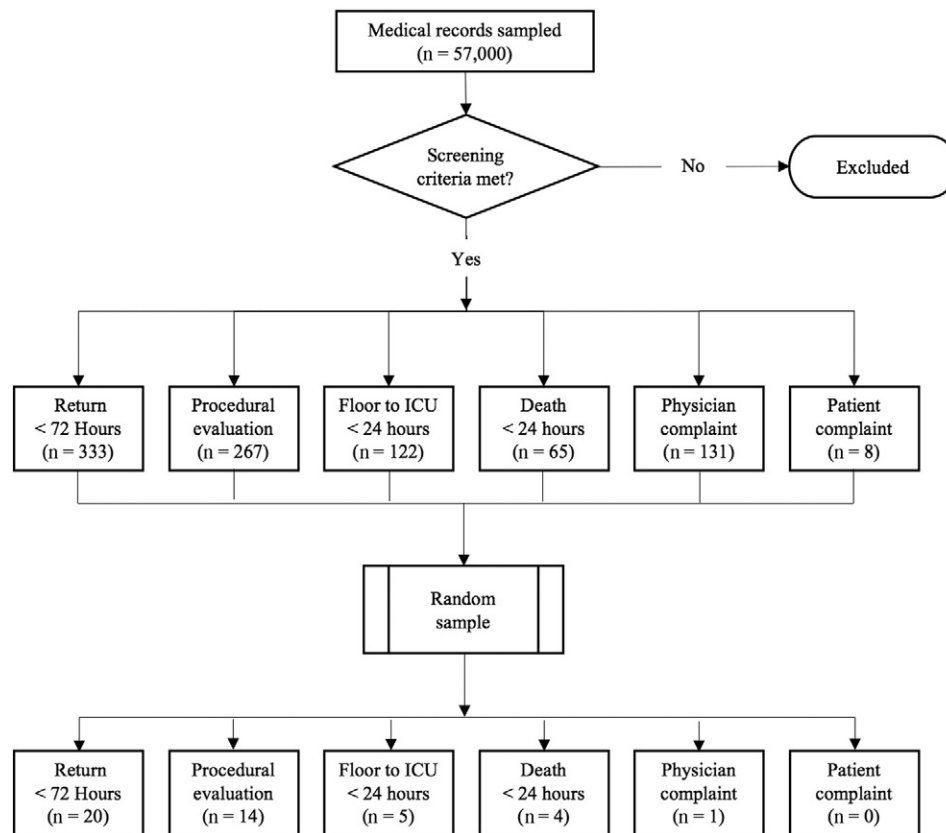 Medical records sampled
(n = 57,000)
Screening
criteria met?
No
Excluded
Yes
Return
< 72 Hours
(n = 333)
Procedural
evaluation
(n = 267)
Floor to ICU
< 24 hours
(n = 122)
Death
< 24 hours
(n = 65)
Physician
complaint
(n = 131)
Patient
complaint
(n = 8)
Random
sample
Return
< 72 Hours
(n = 20)
Procedural
evaluation
(n = 14)
Floor to ICU
< 24 hours
(n = 5)
Death
< 24 hours
(n = 4)
Physician
complaint
(n = 1)
Patient
complaint
(n = 0)